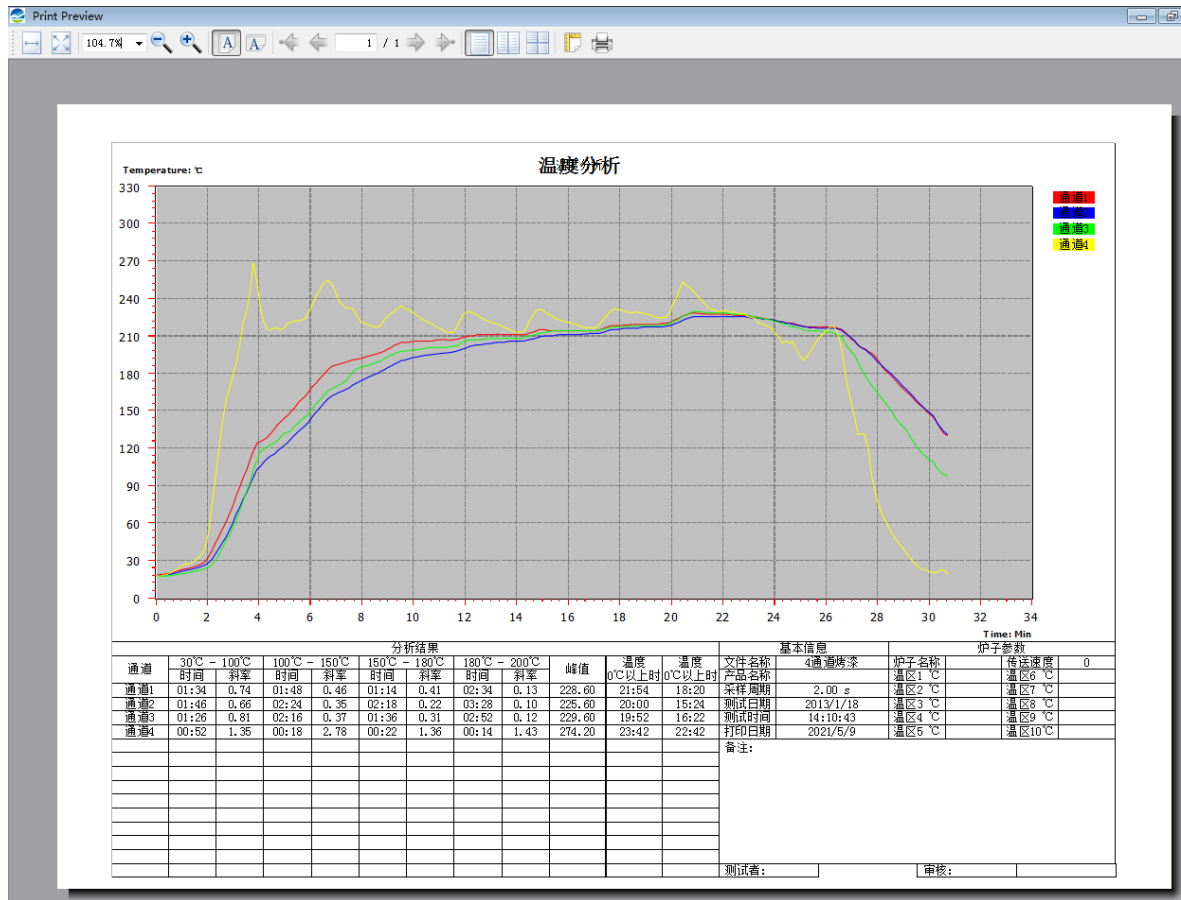 Print Preview
104.7% 1 / 1
温度分析
Temperature: ℃
330
300
270
240
210
180
150
120
90
60
30
0
通道1
通道2
通道3
通道4
0 2 4 6 8 10 12 14 16 18 20 22 24 26 28 30 32 34
Time: Min
分析结果 基本信息 炉子参数
通道 30℃ - 100℃ 100℃ - 150℃ 150℃ - 180℃ 180℃ - 200℃ 峰值 温度 温度 文件名称 4通道烤漆 炉子名称 传送速度 0
时间 斜率 时间 斜率 时间 斜率 时间 斜率 0℃以上时 0℃以上时 产品名称 温区1 ℃ 温区6 ℃
通道1 01:34 0.74 01:48 0.46 01:14 0.41 02:34 0.13 228.60 21:54 18:20 采样周期 2.00 s 温区2 ℃ 温区7 ℃
通道2 01:46 0.66 02:24 0.35 02:18 0.22 03:28 0.10 225.60 20:00 15:24 测试日期 2013/1/18 温区3 ℃ 温区8 ℃
通道3 01:26 0.81 02:16 0.37 01:36 0.31 02:52 0.12 229.60 19:52 16:22 测试时间 14:10:43 温区4 ℃ 温区9 ℃
通道4 00:52 1.35 00:18 2.78 00:22 1.36 00:14 1.43 274.20 23:42 22:42 打印日期 2021/5/9 温区5 ℃ 温区10℃
备注:
测试者: 审核: